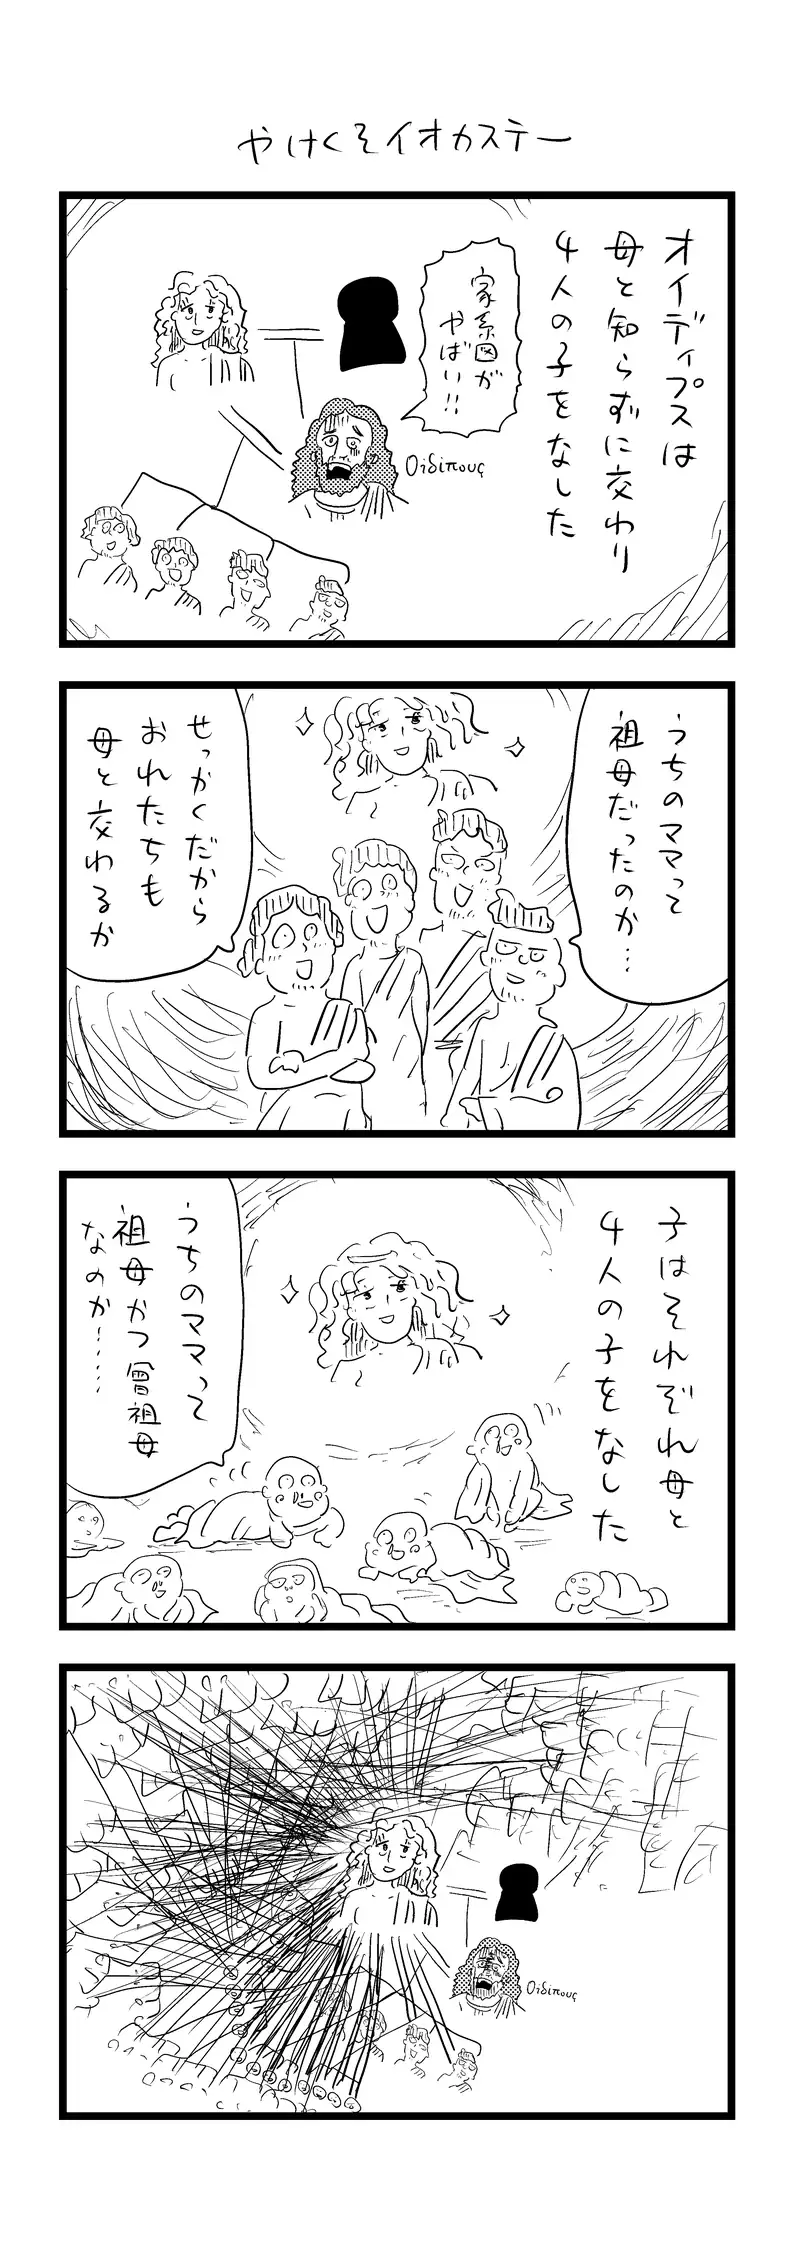 やけくそイオカステー
オイディプスは
母と知らずに交わり
4人の子をなした
家系図が
やばい!!
Οἰδίπους
うちのママって
祖母だったのか…
せっかくだから
おれたちも
母と交わるか
子はそれぞれ母と
4人の子をなした
うちのママって
祖母かつ曾祖母
なのか……
Οἰδίπους